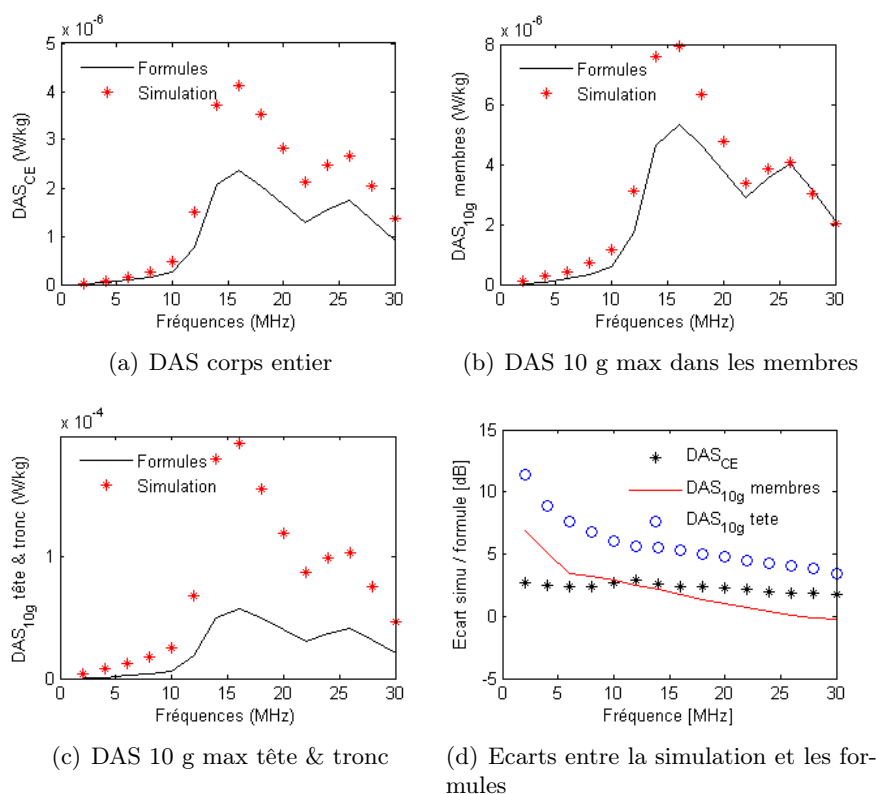 x 10^-6
5
4
3
2
1
0
DAS_CE (W/kg)
Formules
Simulation
0 5 10 15 20 25 30
Fréquences (MHz)
(a) DAS corps entier
x 10^-6
8
6
4
2
0
DAS_10g membres (W/kg)
Formules
Simulation
0 5 10 15 20 25 30
Fréquences (MHz)
(b) DAS 10 g max dans les membres
x 10^-4
1
0
DAS_10g tête & tronc (W/kg)
Formules
Simulation
0 5 10 15 20 25 30
Fréquences (MHz)
(c) DAS 10 g max tête & tronc
15
10
5
0
-5
Ecart simu / formule [dB]
DAS_CE
DAS_10g membres
DAS_10g tete
0 5 10 15 20 25 30
Fréquence [MHz]
(d) Ecarts entre la simulation et les for-
mules